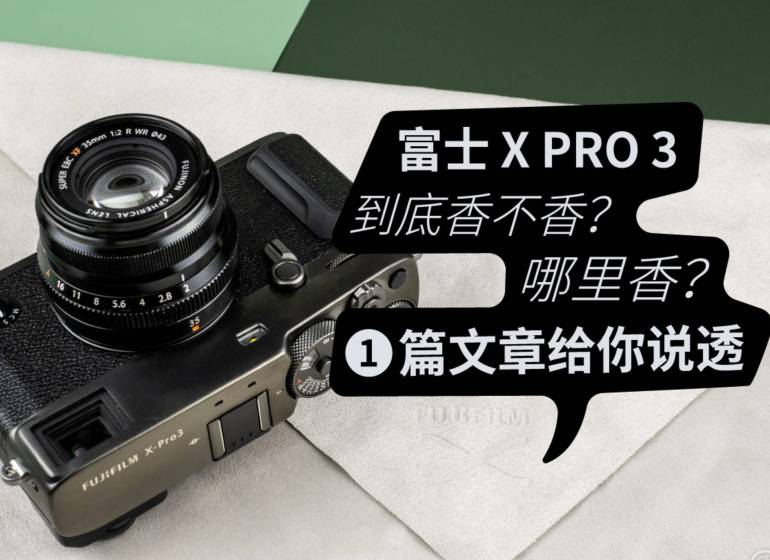 富士 X PRO 3
到底香不香？
哪里香？
❶篇文章给你说透
SUPER EBC XF 35mm 1:2 R WR Ø43
FUJINON ASPHERICAL LENS
A 16 11 8 5.6 4 2.8 2
35
FUJIFILM X-Pro3
FUJIFILM